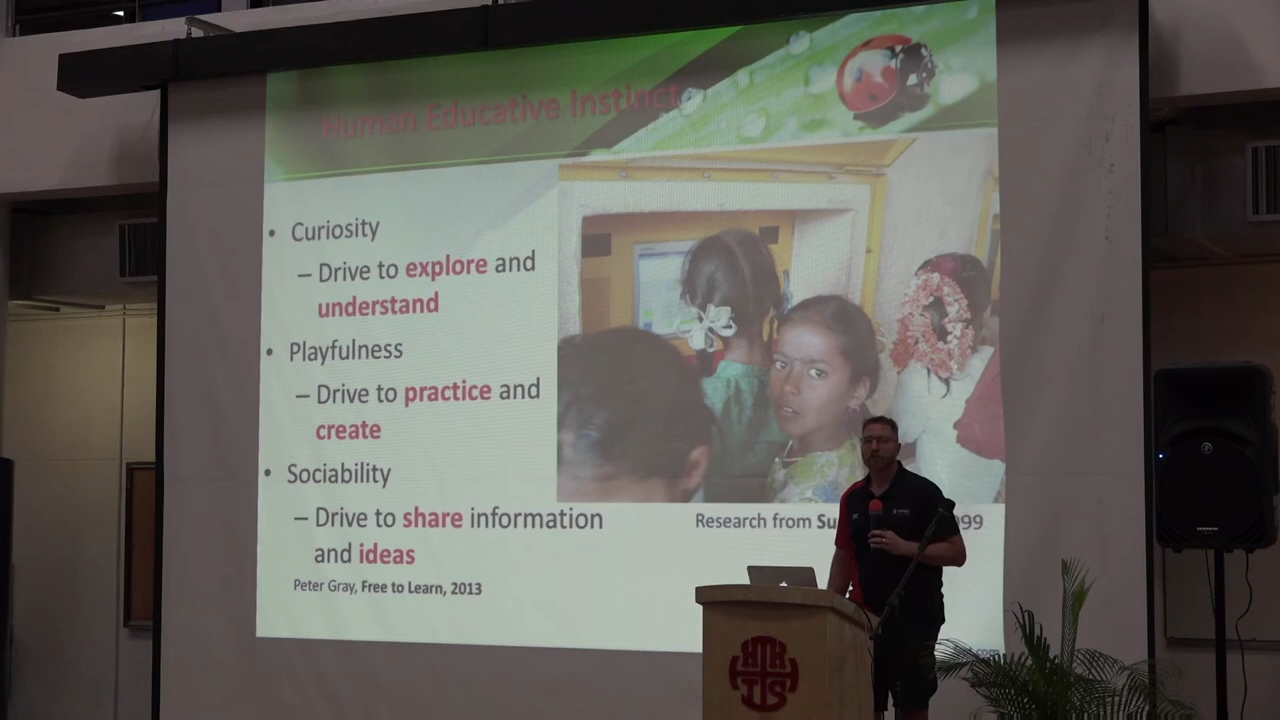 Human Educative Instinct
• Curiosity
– Drive to explore and
understand
• Playfulness
– Drive to practice and
create
• Sociability
– Drive to share information
and ideas
Peter Gray, Free to Learn, 2013
Research from
99